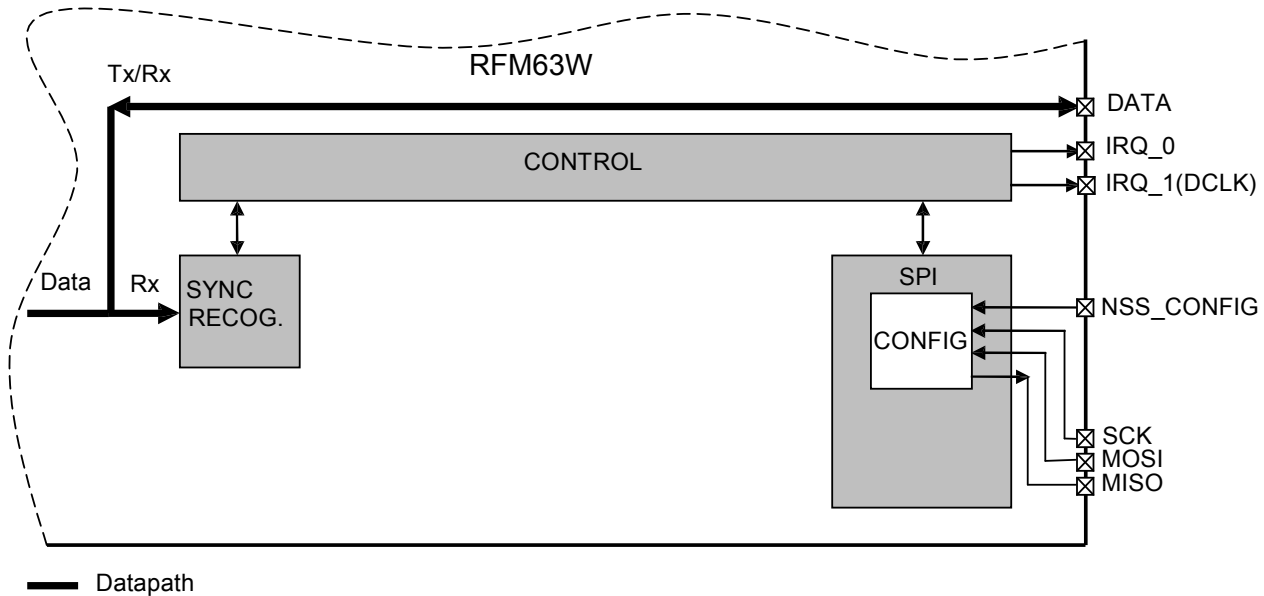 RFM63W
Tx/Rx
DATA
CONTROL
IRQ_0
IRQ_1(DCLK)
Data
Rx
SYNC
RECOG.
SPI
CONFIG
NSS_CONFIG
SCK
MOSI
MISO
Datapath